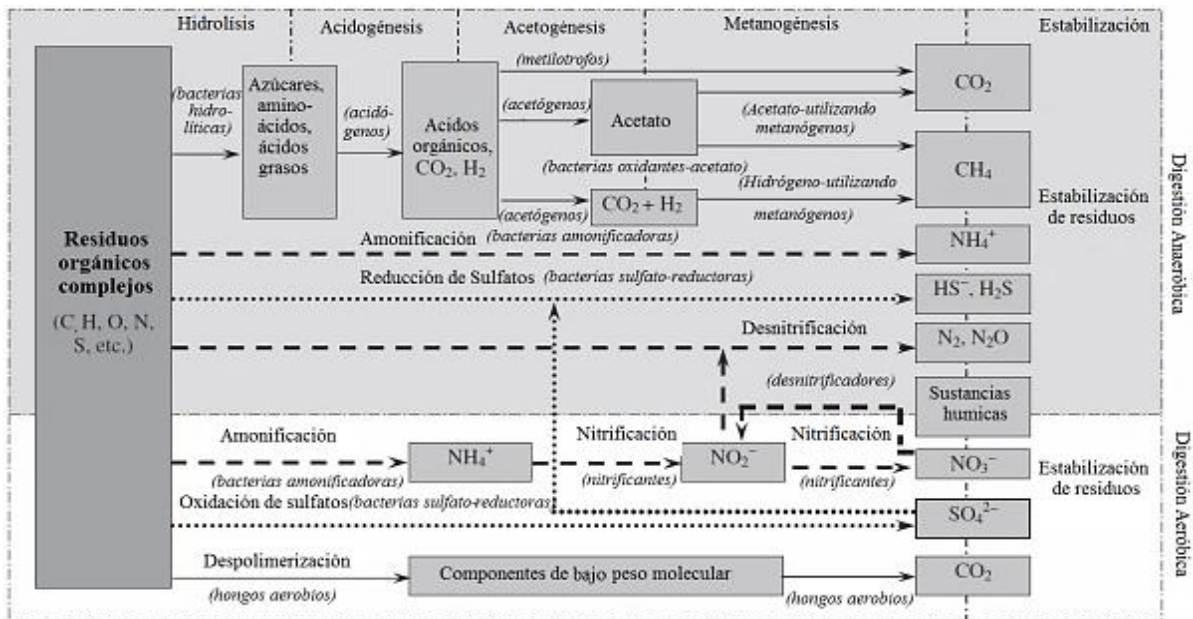 Hidrolísis
Acidogénesis
Acetogénesis
Metanogénesis
Estabilización
(bacterias
hidro-
líticas)
Azúcares,
amino-
ácidos,
ácidos
grasos
(acidó-
genos)
Acidos
orgánicos,
CO₂, H₂
(metilotrofos)
(acetógenos)
Acetato
(Acetato-utilizando
metanógenos)
CO₂
(bacterias oxidantes-acetato)
(acetógenos)
CO₂ + H₂
(Hidrógeno-utilizando
metanógenos)
CH₄
Estabilización
de residuos
Digestión Anaeróbica
Residuos
orgánicos
complejos
(C, H, O, N,
S, etc.)
Amonificación
(bacterias amonificadoras)
NH₄⁺
Reducción de Sulfatos
(bacterias sulfato-reductoras)
HS⁻, H₂S
Desnitrificación
N₂, N₂O
(desnitrificadores)
Sustancias
humicas
Amonificación
(bacterias amonificadoras)
NH₄⁺
Nitrificación
(nitrificantes)
NO₂⁻
Nitrificación
(nitrificantes)
NO₃⁻
Estabilización
de residuos
Digestión Aeróbica
Oxidación de sulfatos(bacterias sulfato-reductoras)
SO₄²⁻
Despolimerización
(hongos aerobios)
Componentes de bajo peso molecular
(hongos aerobios)
CO₂